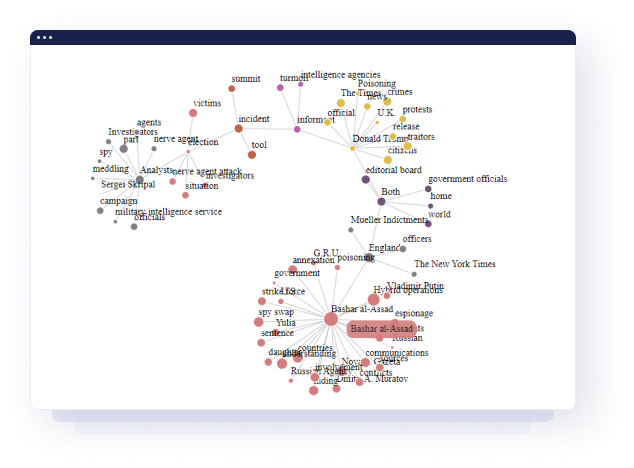 summit
turmoil
intelligence agencies
Poisoning
The Times
news
crimes
victims
official
U.K.
protests
incident
informant
release
agents
Investigators
part
nerve agent
election
Donald Trump
traitors
tool
citizens
spy
meddling
Analysts
nerve agent attack
investigators
editorial board
Sergei Skripal
situation
Both
government officials
home
campaign
military intelligence service
officials
Mueller indictments
world
England
officers
G.R.U.
annexation
poisoning
The New York Times
government
Vladimir Putin
Hybrid operations
strike force
U.S.
Bashar al-Assad
spy swap
Yulia
espionage
Bashar al-Assad
sentence
Russian
countries
daughter
understanding
communications
sources
Novaya Gazeta
involvement
Russian Agency
conflicts
Dmitri A. Muratov